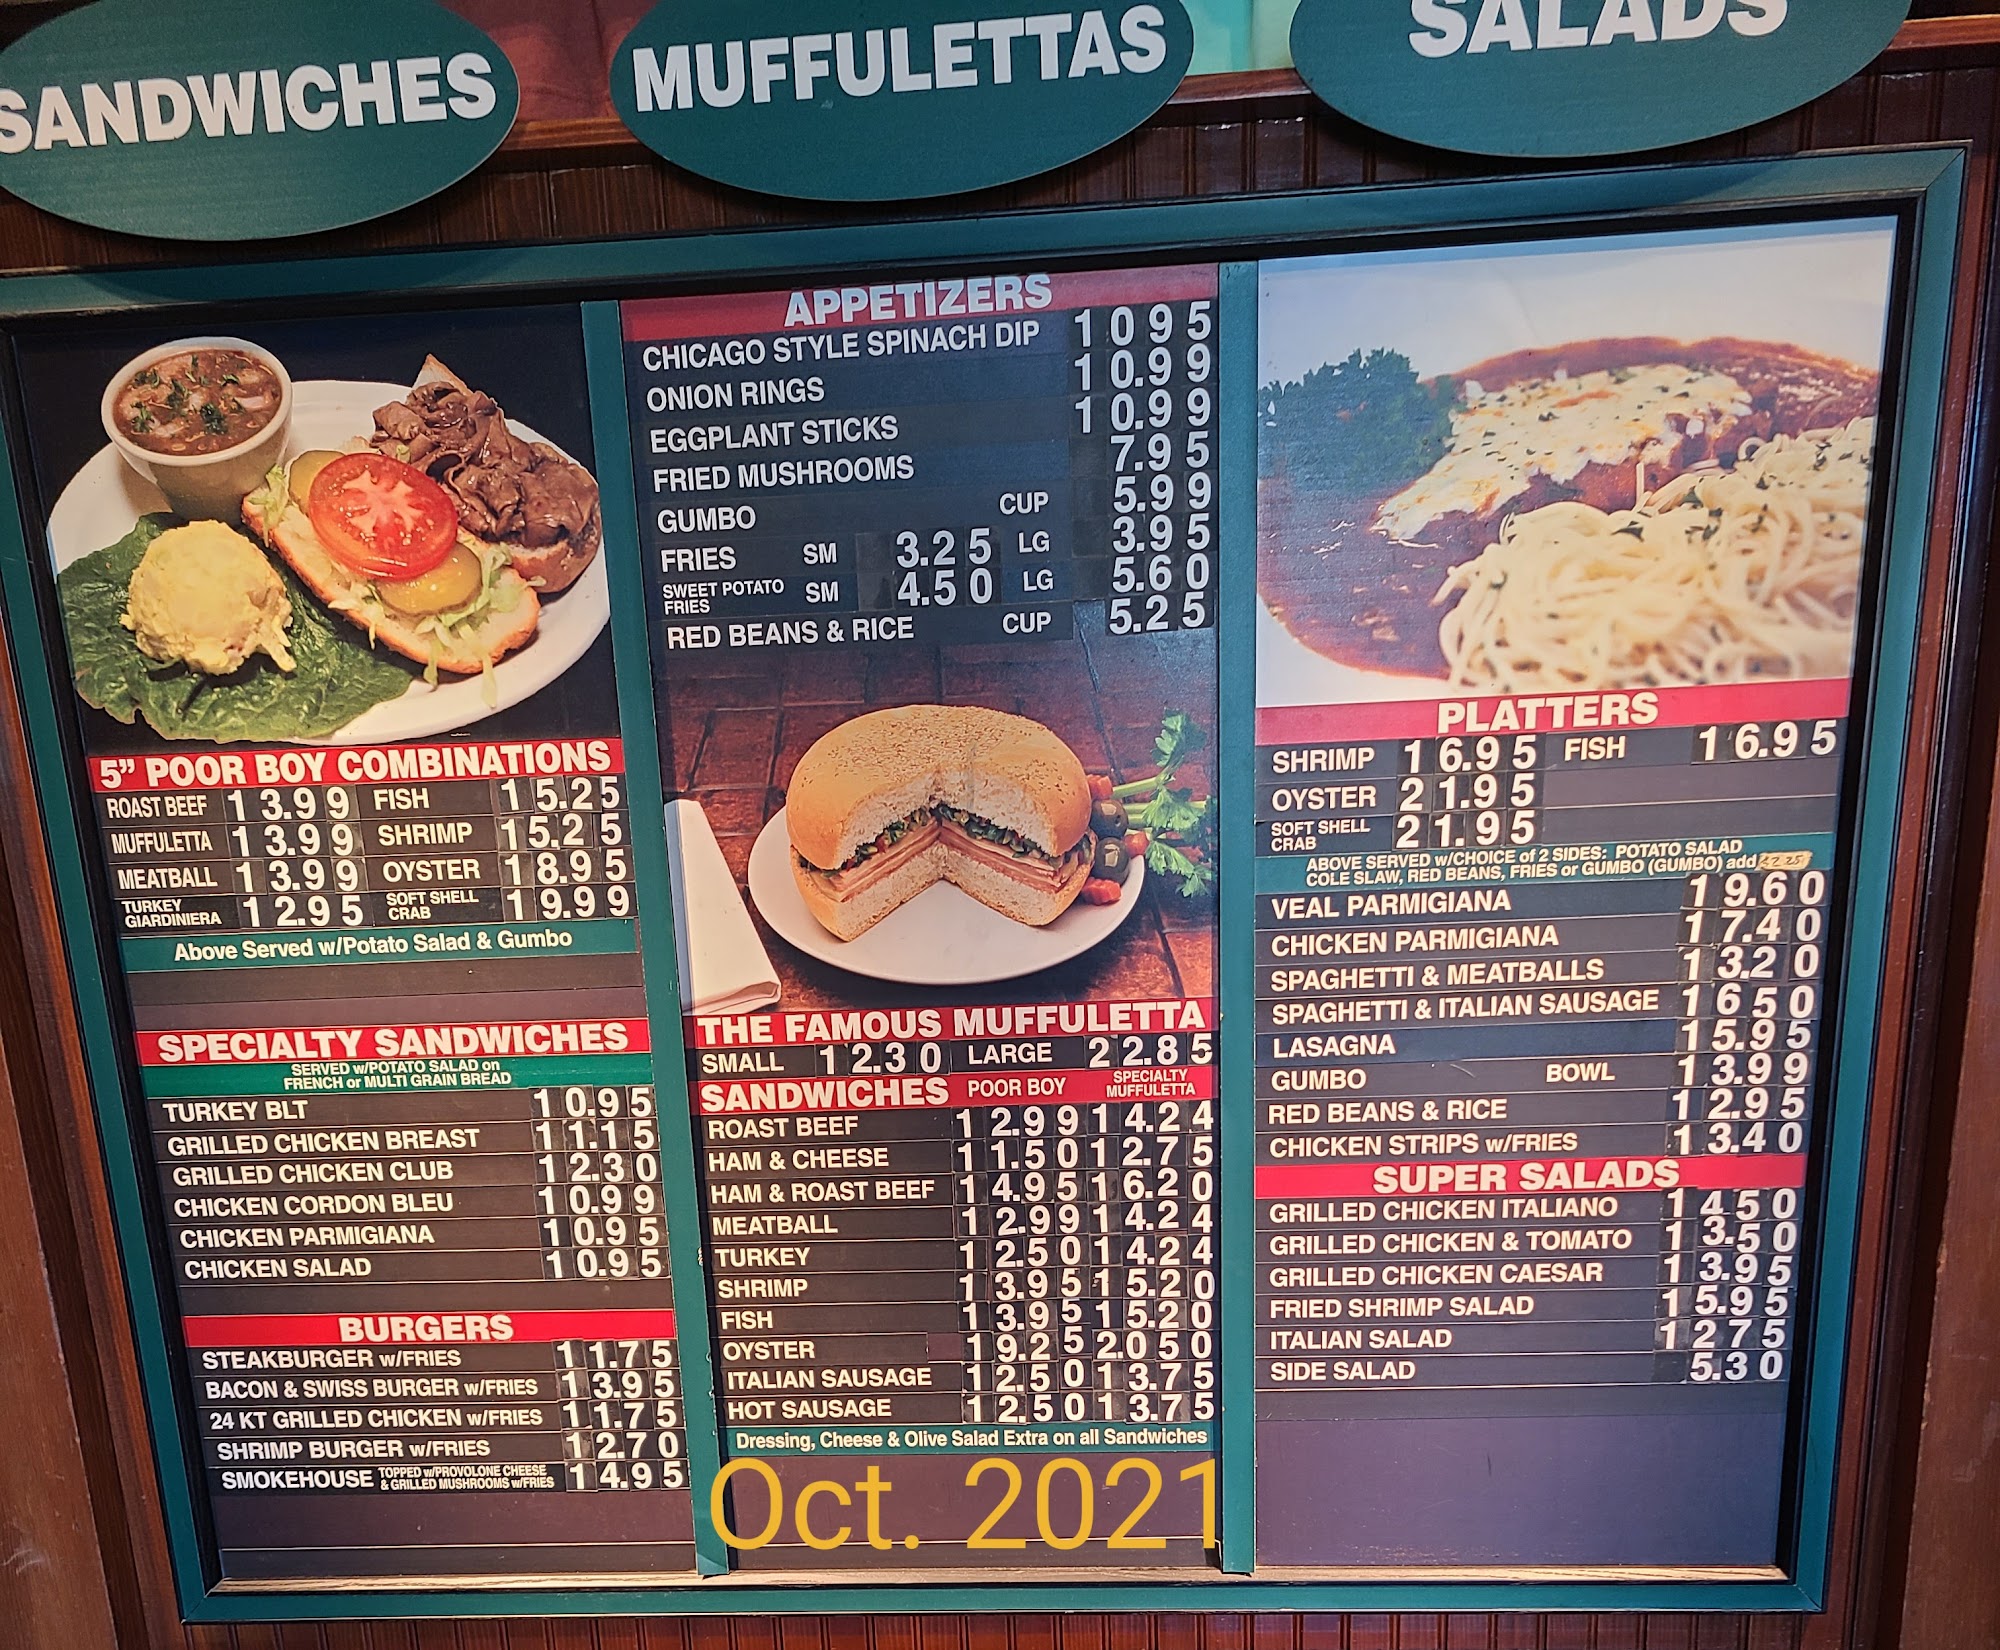 SANDWICHES
MUFFULETTAS
SALADS
5” POOR BOY COMBINATIONS
ROAST BEEF 13.99 FISH 15.25
MUFFULETTA 13.99 SHRIMP 15.25
MEATBALL 13.99 OYSTER 18.95
TURKEY GIARDINIERA 12.95 SOFT SHELL CRAB 19.99
Above Served w/Potato Salad & Gumbo
SPECIALTY SANDWICHES
SERVED w/POTATO SALAD on
FRENCH or MULTI GRAIN BREAD
TURKEY BLT 10.95
GRILLED CHICKEN BREAST 11.15
GRILLED CHICKEN CLUB 12.30
CHICKEN CORDON BLEU 10.99
CHICKEN PARMIGIANA 10.95
CHICKEN SALAD 10.95
BURGERS
STEAKBURGER w/FRIES 11.75
BACON & SWISS BURGER w/FRIES 13.95
24 KT GRILLED CHICKEN w/FRIES 11.75
SHRIMP BURGER w/FRIES 12.70
SMOKEHOUSE TOPPED w/PROVOLONE CHEESE & GRILLED MUSHROOMS w/FRIES 14.95
APPETIZERS
CHICAGO STYLE SPINACH DIP 1095
ONION RINGS 10.99
EGGPLANT STICKS 10.99
FRIED MUSHROOMS 7.95
GUMBO CUP 5.99
FRIES SM 3.25 LG 3.95
SWEET POTATO FRIES SM 4.50 LG 5.60
RED BEANS & RICE CUP 5.25
THE FAMOUS MUFFULETTA
SMALL 12.30 LARGE 22.85
SANDWICHES POOR BOY SPECIALTY MUFFULETTA
ROAST BEEF 12.99 14.24
HAM & CHEESE 11.50 12.75
HAM & ROAST BEEF 14.95 16.20
MEATBALL 12.99 14.24
TURKEY 12.50 14.24
SHRIMP 13.95 15.20
FISH 13.95 15.20
OYSTER 19.25 20.50
ITALIAN SAUSAGE 12.50 13.75
HOT SAUSAGE 12.50 13.75
Dressing, Cheese & Olive Salad Extra on all Sandwiches
Oct. 2021
PLATTERS
SHRIMP 16.95 FISH 16.95
OYSTER 21.95
SOFT SHELL CRAB 21.95
ABOVE SERVED w/CHOICE of 2 SIDES: POTATO SALAD
COLE SLAW, RED BEANS, FRIES or GUMBO (GUMBO) add
VEAL PARMIGIANA 19.60
CHICKEN PARMIGIANA 17.40
SPAGHETTI & MEATBALLS 13.20
SPAGHETTI & ITALIAN SAUSAGE 1650
LASAGNA 15.95
GUMBO BOWL 13.99
RED BEANS & RICE 12.95
CHICKEN STRIPS w/FRIES 13.40
SUPER SALADS
GRILLED CHICKEN ITALIANO 1450
GRILLED CHICKEN & TOMATO 13.50
GRILLED CHICKEN CAESAR 13.95
FRIED SHRIMP SALAD 15.95
ITALIAN SALAD 1275
SIDE SALAD 5.30